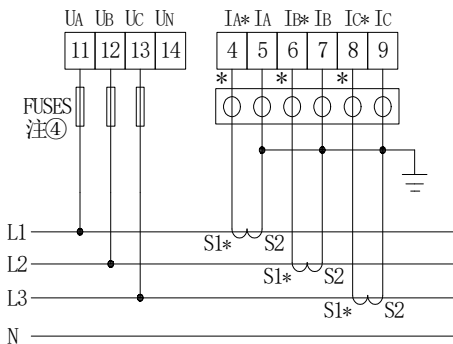 UA UB UC UN IA* IA IB* IB IC* IC
11 12 13 14 4 5 6 7 8 9
* * *
FUSES
注④
L1 S1* S2
L2 S1* S2
L3 S1* S2
N